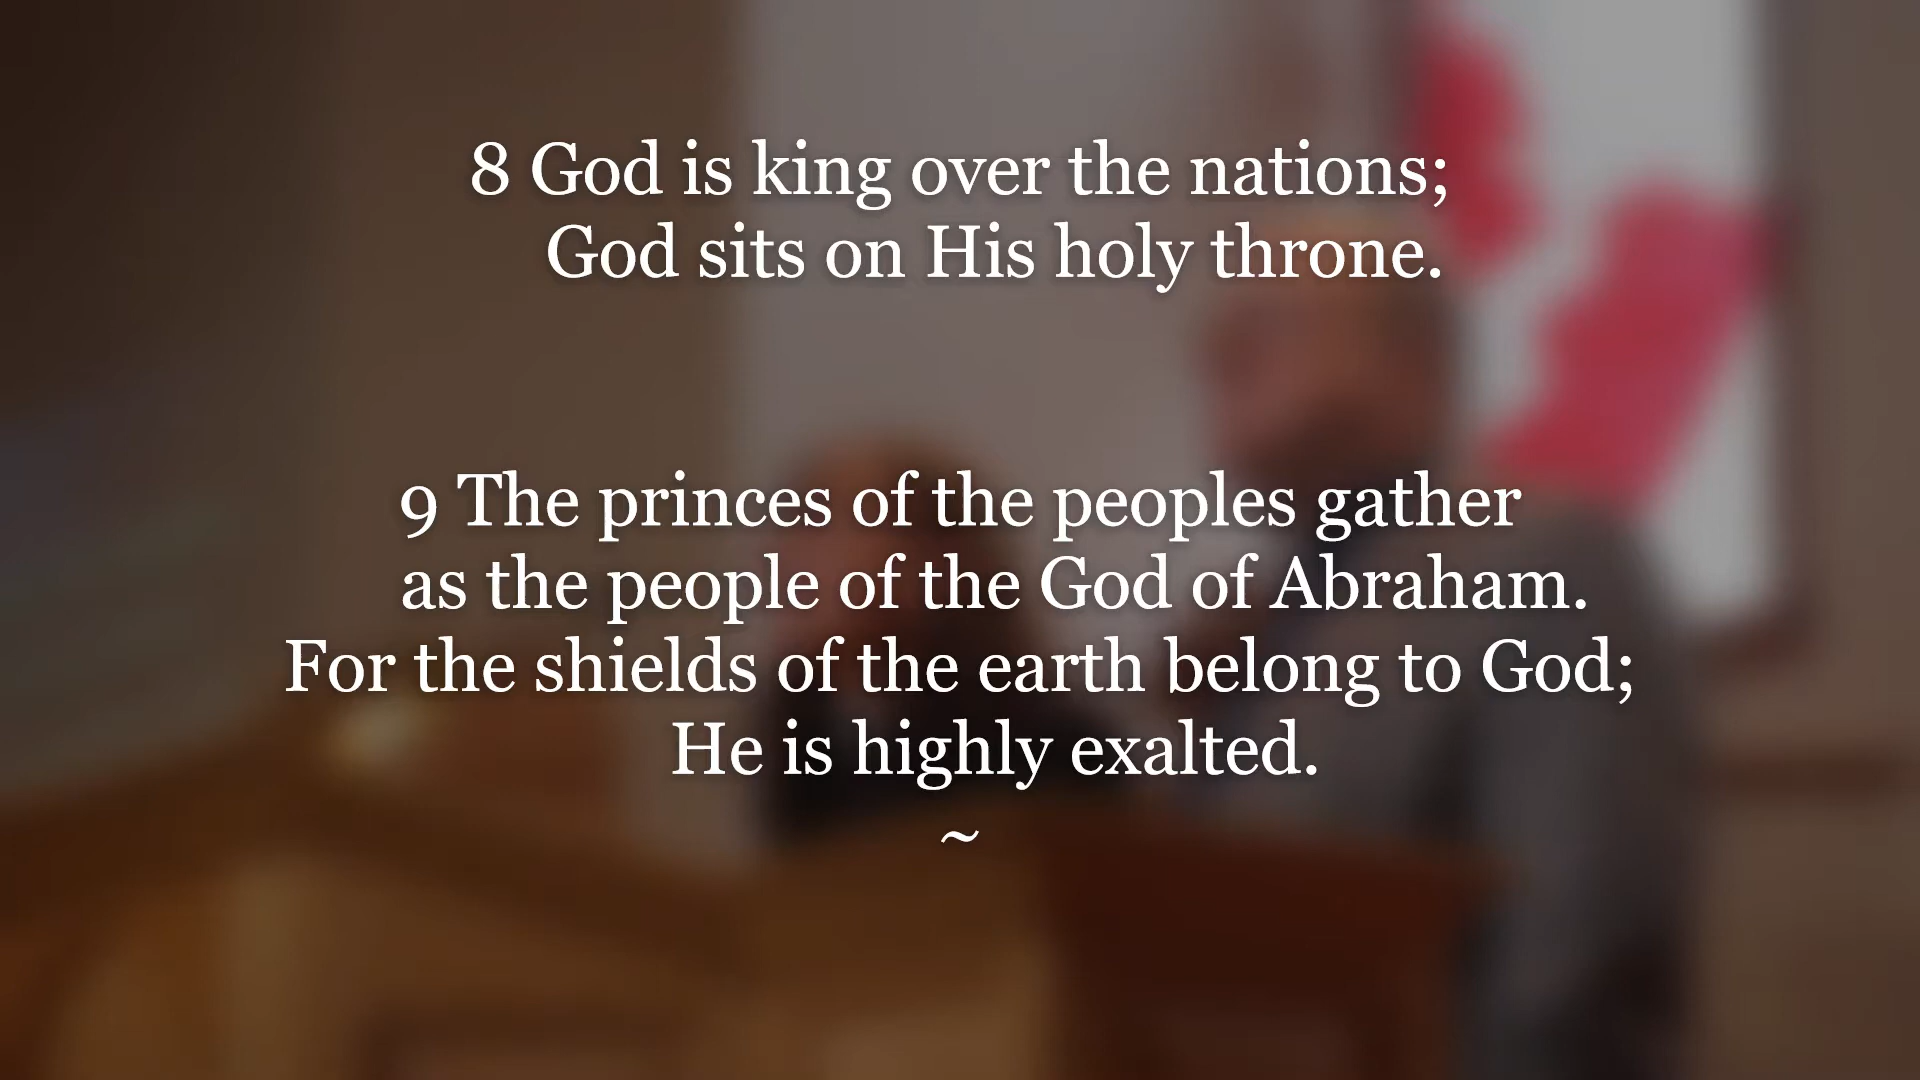 8 God is king over the nations;
God sits on His holy throne.
9 The princes of the peoples gather
as the people of the God of Abraham.
For the shields of the earth belong to God;
He is highly exalted.
~